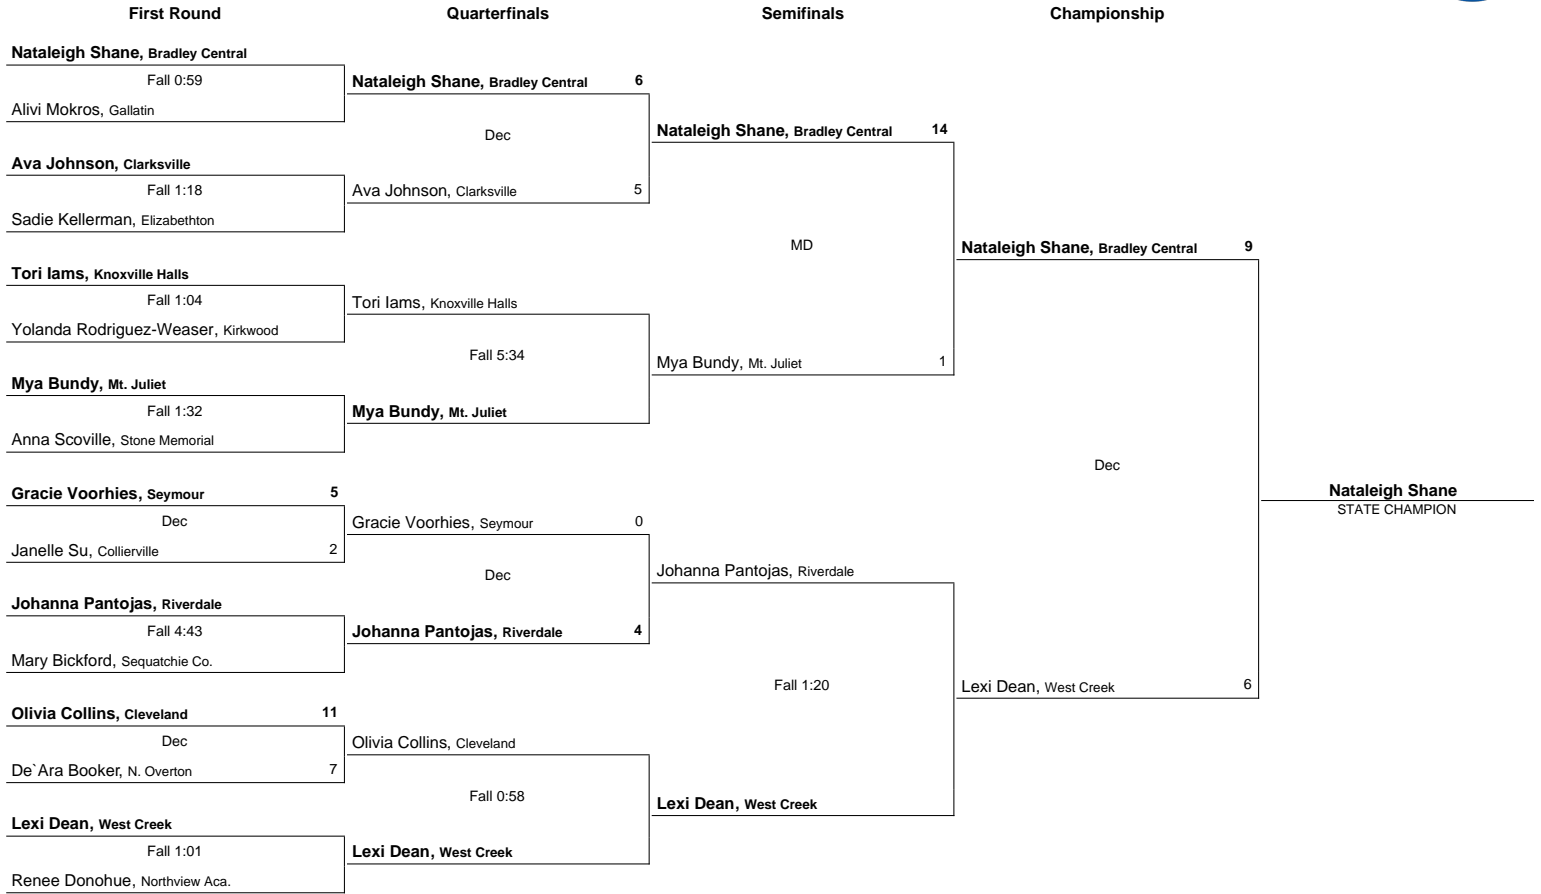 First Round Quarterfinals Semifinals Championship
Nataleigh Shane, Bradley Central
Fall 0:59
Alivi Mokros, Gallatin
Ava Johnson, Clarksville
Fall 1:18
Sadie Kellerman, Elizabethton
Tori Iams, Knoxville Halls
Fall 1:04
Yolanda Rodriguez-Weaser, Kirkwood
Mya Bundy, Mt. Juliet
Fall 1:32
Anna Scoville, Stone Memorial
Gracie Voorhies, Seymour 5
Dec
Janelle Su, Collierville 2
Johanna Pantojas, Riverdale
Fall 4:43
Mary Bickford, Sequatchie Co.
Olivia Collins, Cleveland 11
Dec
De`Ara Booker, N. Overton 7
Lexi Dean, West Creek
Fall 1:01
Renee Donohue, Northview Aca.
Nataleigh Shane, Bradley Central 6
Dec
Ava Johnson, Clarksville 5
Tori Iams, Knoxville Halls
Fall 5:34
Mya Bundy, Mt. Juliet
Gracie Voorhies, Seymour 0
Dec
Johanna Pantojas, Riverdale 4
Olivia Collins, Cleveland
Fall 0:58
Lexi Dean, West Creek
Nataleigh Shane, Bradley Central 14
MD
Mya Bundy, Mt. Juliet 1
Johanna Pantojas, Riverdale
Fall 1:20
Lexi Dean, West Creek
Nataleigh Shane, Bradley Central 9
Dec
Lexi Dean, West Creek 6
Nataleigh Shane
STATE CHAMPION